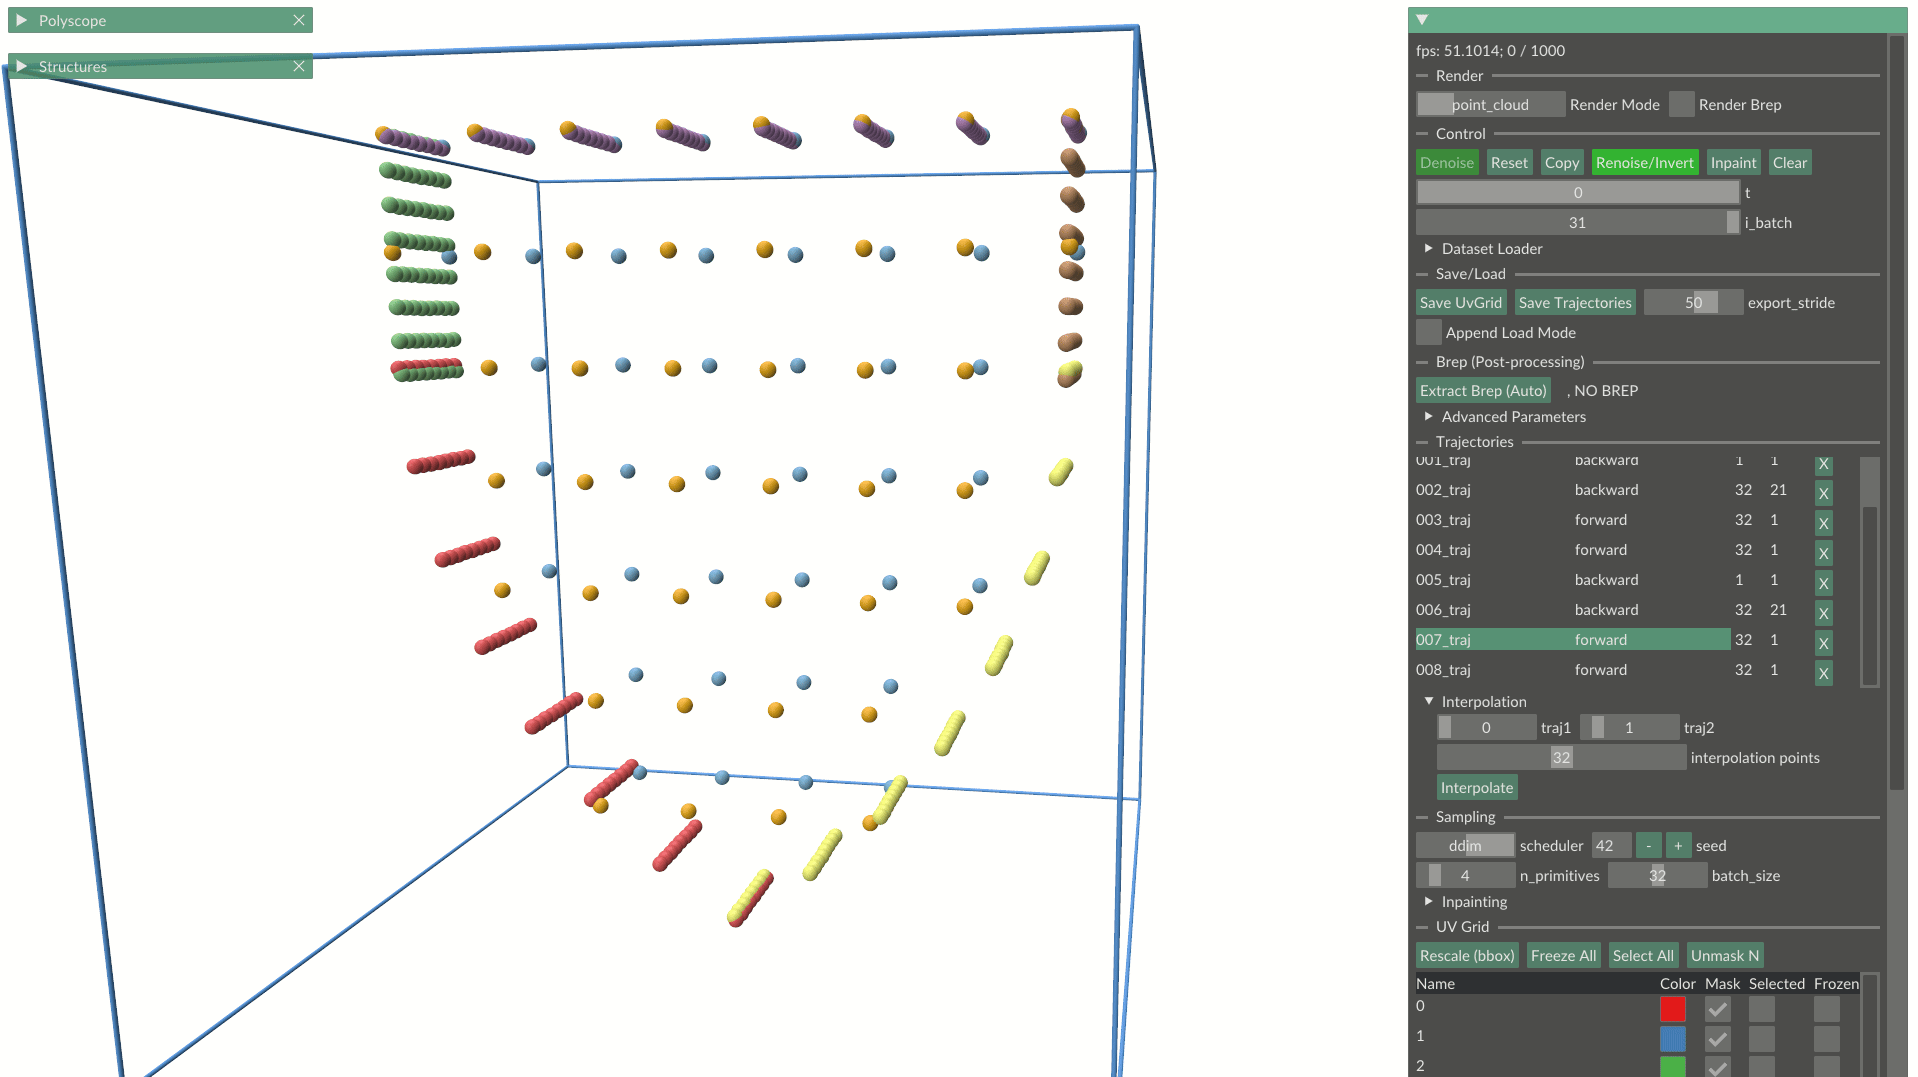 Polyscope
Structures
fps: 51.1014; 0 / 1000
Render
point_cloud Render Mode Render Brep
Control
Denoise Reset Copy Renoise/Invert Inpaint Clear
0 t
31 i_batch
Dataset Loader
Save/Load
Save UvGrid Save Trajectories 50 export_stride
Append Load Mode
Brep (Post-processing)
Extract Brep (Auto) , NO BREP
Advanced Parameters
Trajectories
001_traj backward 1 1 X
002_traj backward 32 21 X
003_traj forward 32 1 X
004_traj forward 32 1 X
005_traj backward 1 1 X
006_traj backward 32 21 X
007_traj forward 32 1 X
008_traj forward 32 1 X
Interpolation
0 traj1 1 traj2
32 interpolation points
Interpolate
Sampling
ddim scheduler 42 - + seed
4 n_primitives 32 batch_size
Inpainting
UV Grid
Rescale (bbox) Freeze All Select All Unmask N
Name Color Mask Selected Frozen
0
1
2